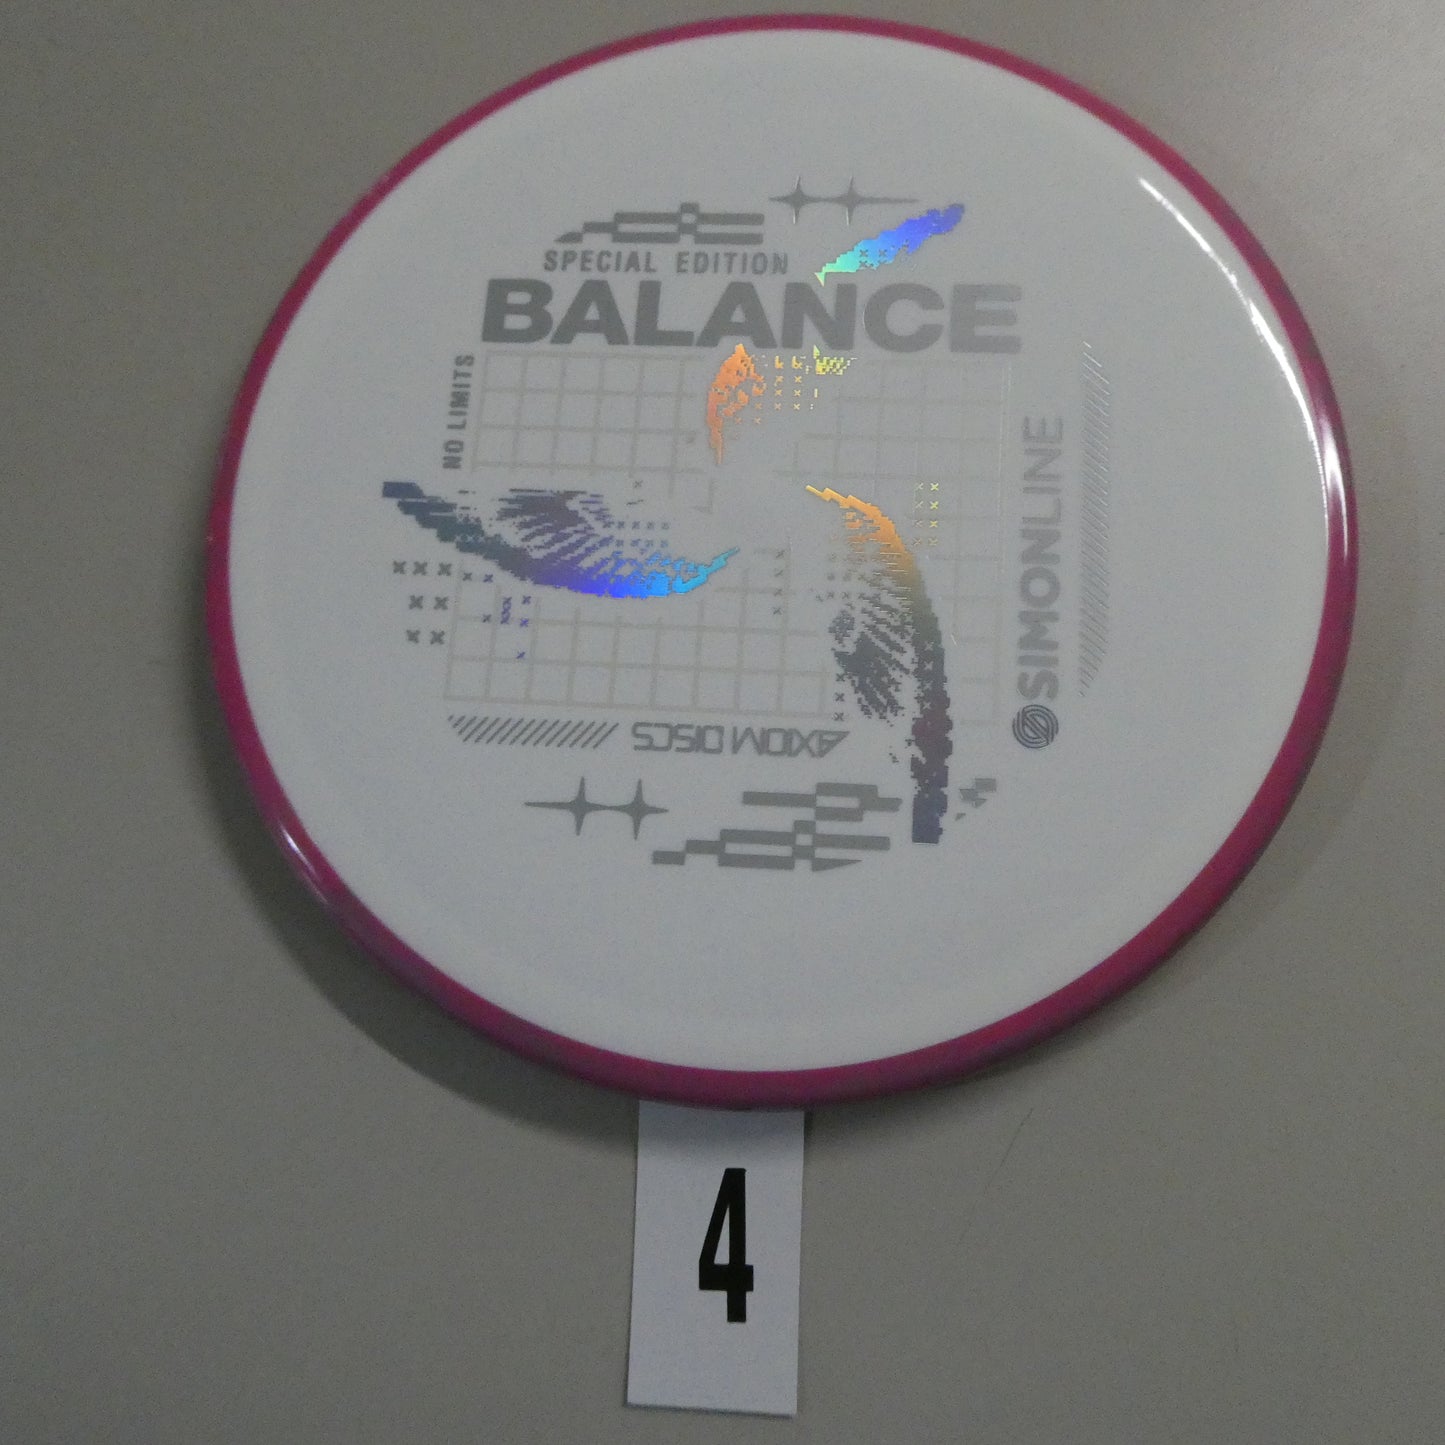 SPECIAL EDITION
BALANCE
NO LIMITS
SIMONLINE
AXIOM DISCS
4